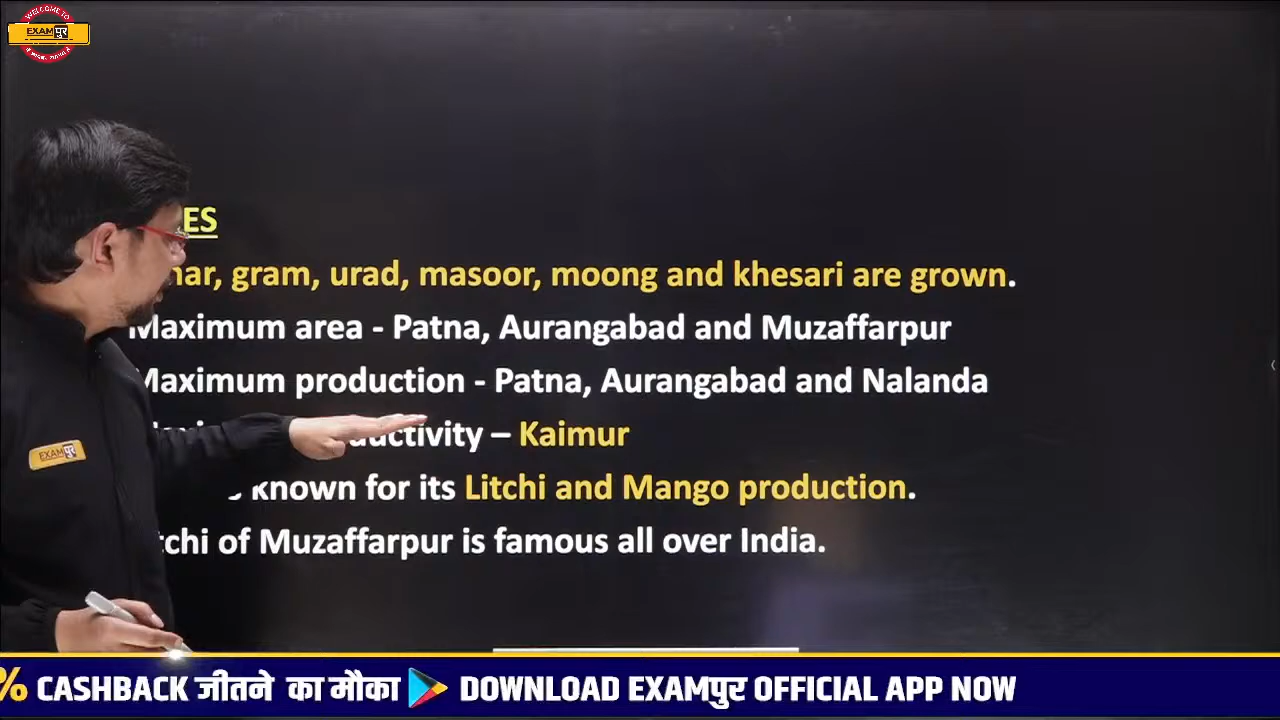 WELCOME TO
EXAMपुर
ES
har, gram, urad, masoor, moong and khesari are grown.
Maximum area - Patna, Aurangabad and Muzaffarpur
Maximum production - Patna, Aurangabad and Nalanda
ductivity – Kaimur
known for its Litchi and Mango production.
tchi of Muzaffarpur is famous all over India.
EXAMपुर
% CASHBACK जीतने का मौका DOWNLOAD EXAMपुर OFFICIAL APP NOW